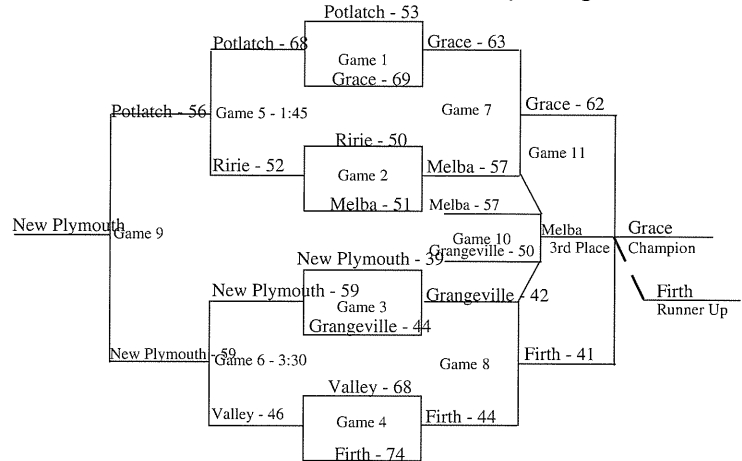 Potlatch - 53
Potlatch - 68
Game 1
Grace - 63
Grace - 69
Potlatch - 56
Game 5 - 1:45
Game 7
Grace - 62
Ririe - 50
Ririe - 52
Game 2
Melba - 57
Game 11
Melba - 51
Melba - 57
New Plymouth
Game 9
Game 10
Melba
Grace
Grangeville - 50
3rd Place
Champion
New Plymouth - 39
New Plymouth - 59
Game 3
Grangeville - 42
Firth
Runner Up
Grangeville - 44
New Plymouth - 59
Game 6 - 3:30
Game 8
Firth - 41
Valley - 68
Valley - 46
Game 4
Firth - 44
Firth - 74